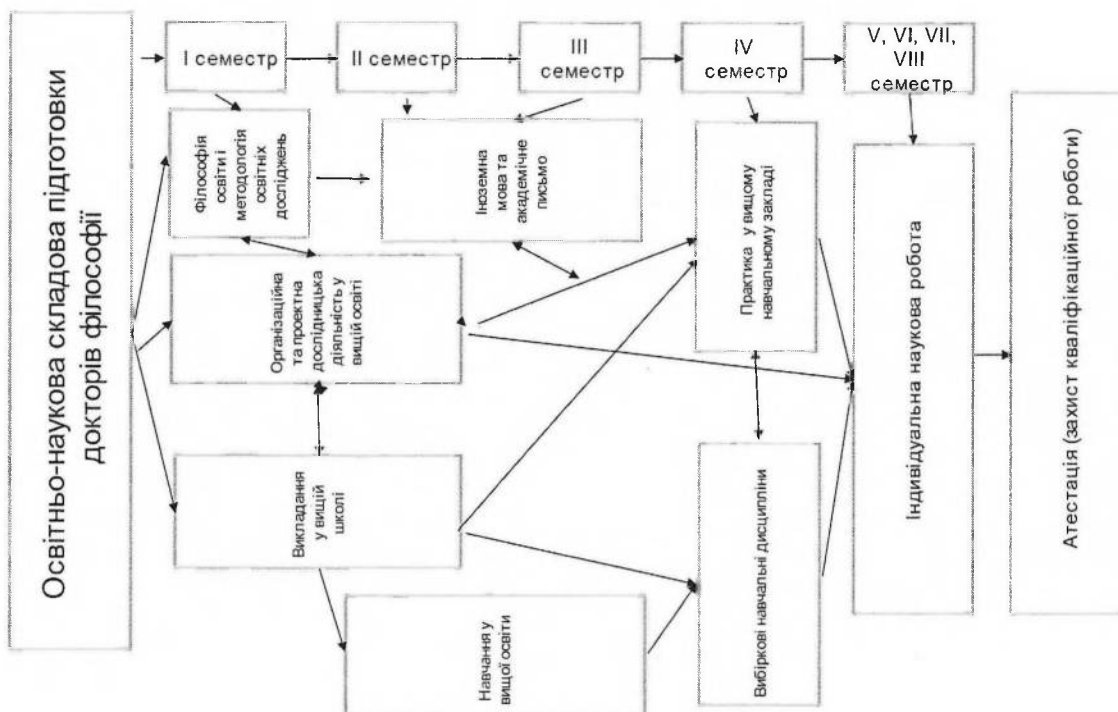 Освітньо-наукова складова підготовки
докторів філософії
І семестр
ІІ семестр
ІІІ
семестр
IV
семестр
V, VI, VII,
VIII
семестр
Філософія
освіти і
методологія
освітніх
досліджень
Іноземна
мова та
академічне
письмо
Організаційна
та проектна
дослідницька
діяльність у
вищій освіті
Викладання
у вищій
школі
Навчання у
вищої освіти
Практика у вищому
навчальному закладі
Вибіркові навчальні дисципліни
Індивідуальна наукова робота
Атестація (захист кваліфікаційної роботи)